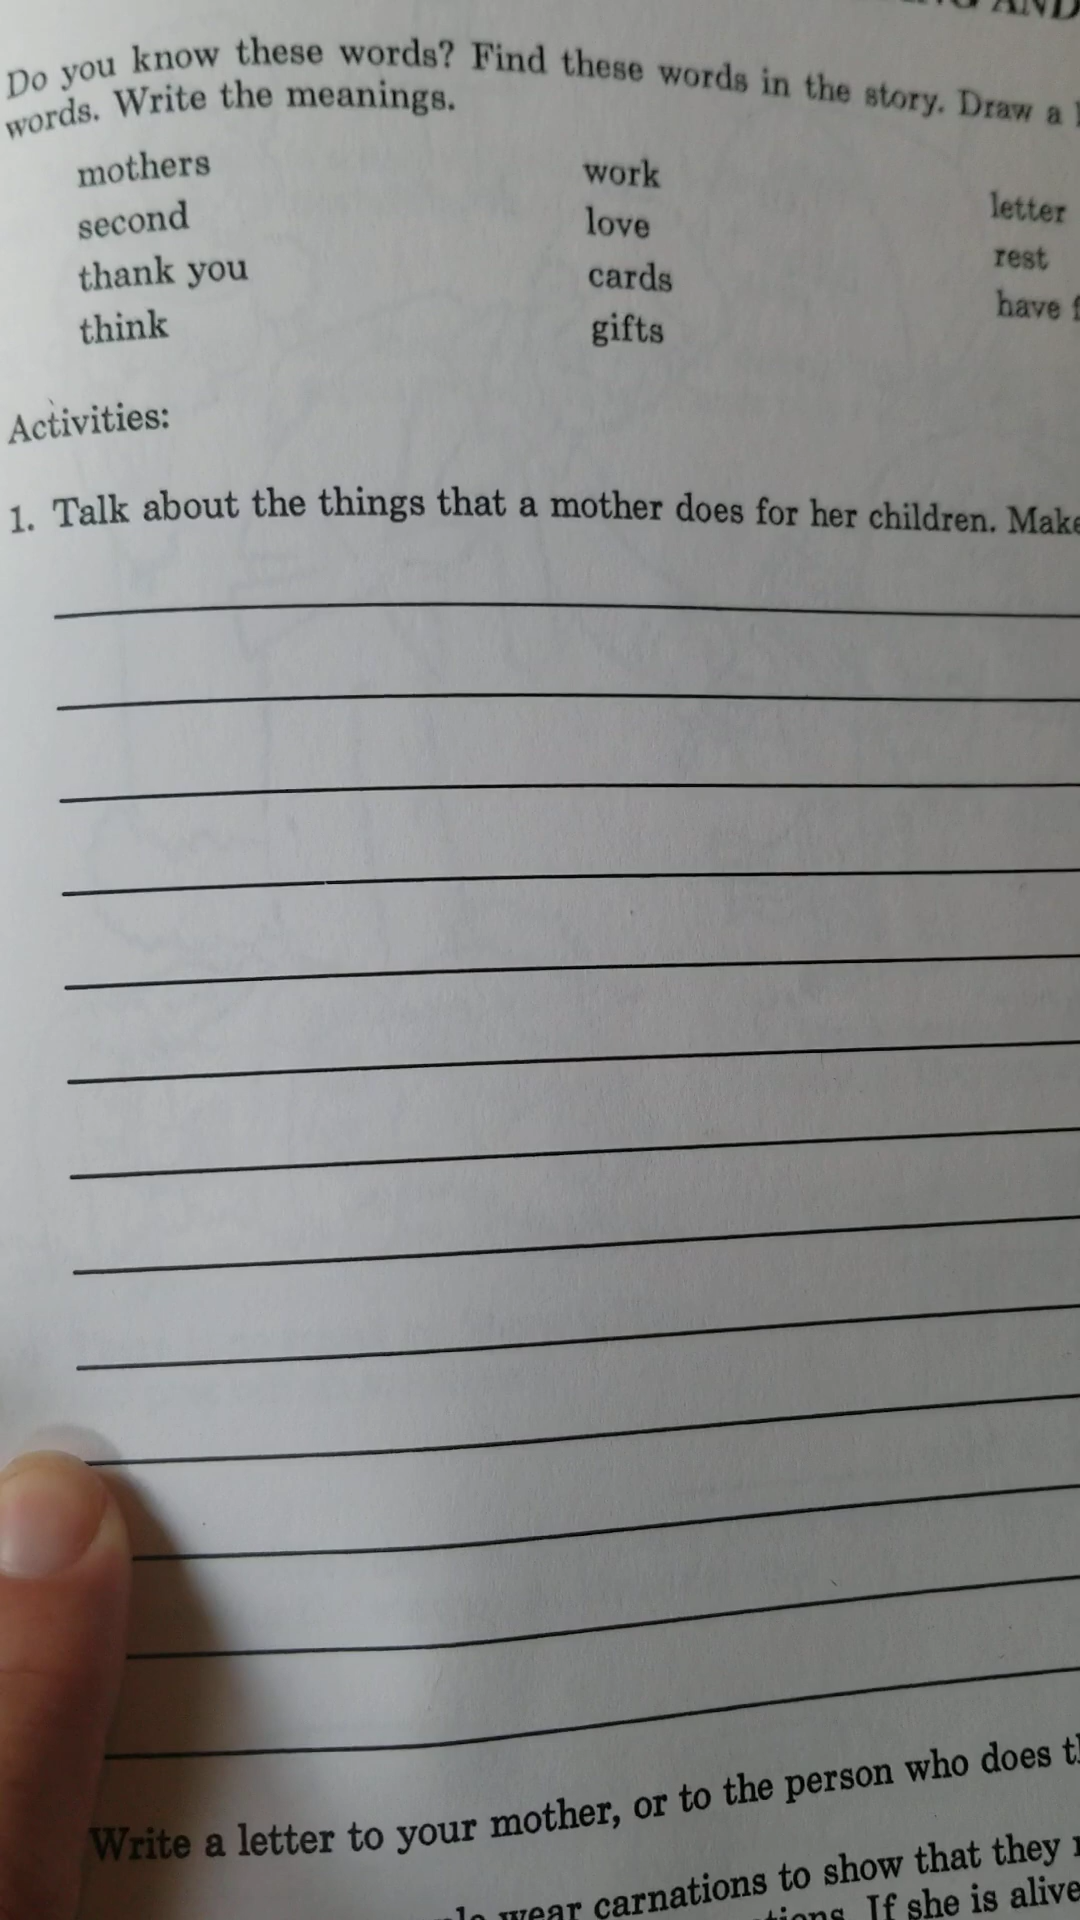 AND
Do you know these words? Find these words in the story. Draw a
words. Write the meanings.
mothers work letter
second love rest
thank you cards have
think gifts
Activities:
1. Talk about the things that a mother does for her children. Make
Write a letter to your mother, or to the person who does
wear carnations to show that they
If she is alive